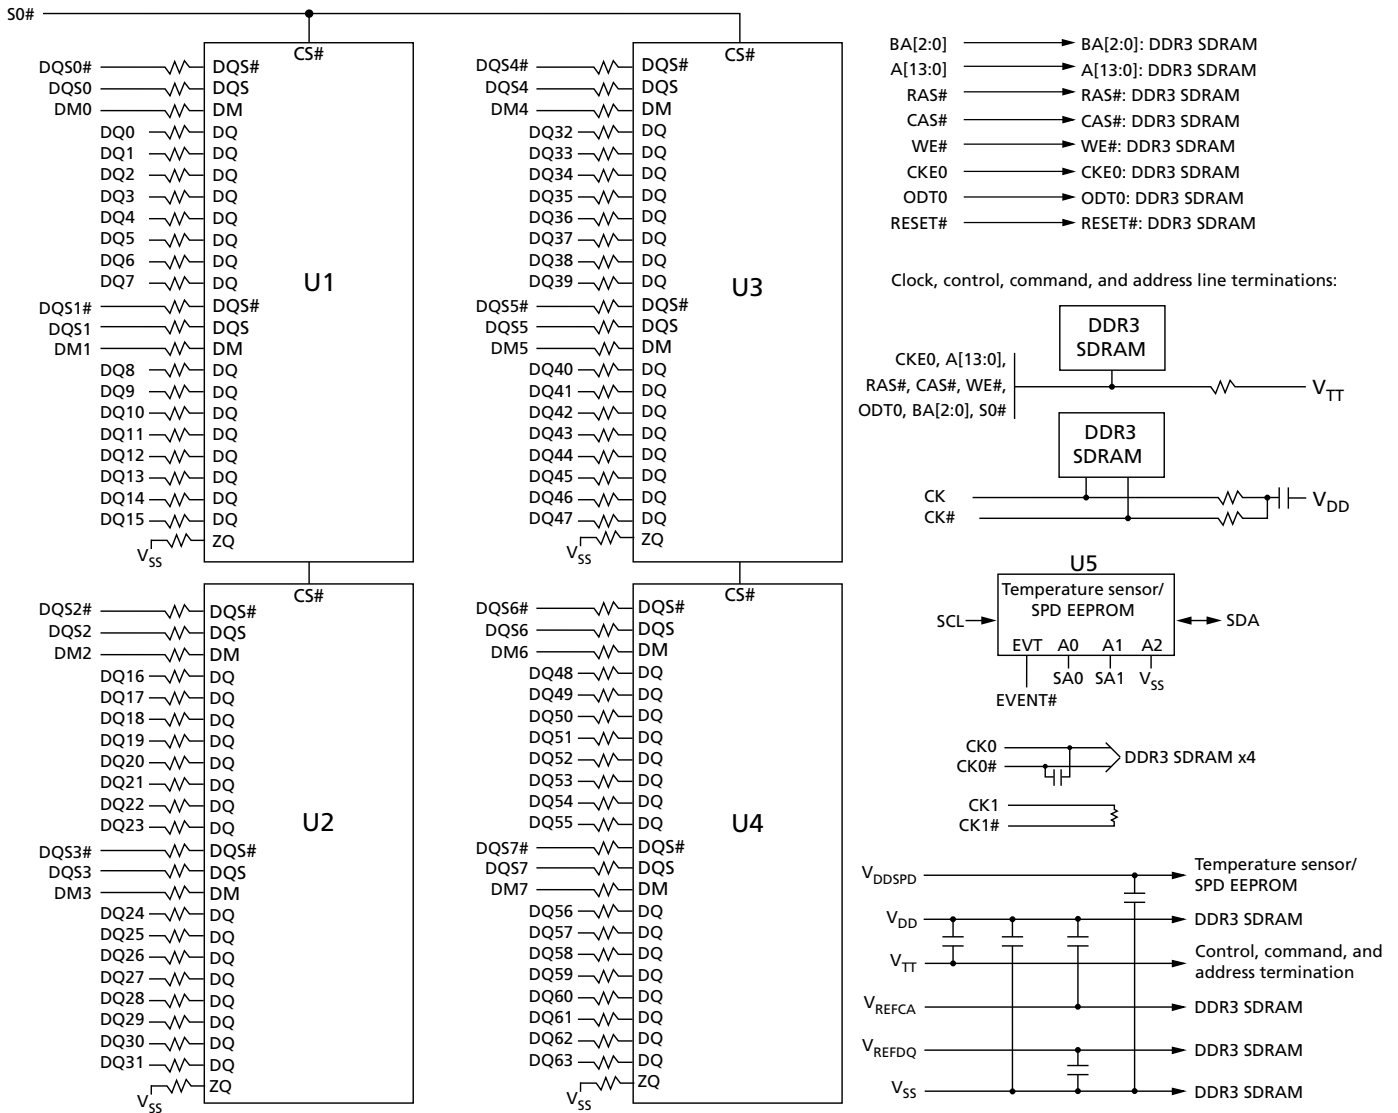 S0#
CS#
DQS0# DQS#
DQS0 DQS
DM0 DM
DQ0 DQ
DQ1 DQ
DQ2 DQ
DQ3 DQ
DQ4 DQ
DQ5 DQ
DQ6 DQ
DQ7 DQ
U1
DQS1# DQS#
DQS1 DQS
DM1 DM
DQ8 DQ
DQ9 DQ
DQ10 DQ
DQ11 DQ
DQ12 DQ
DQ13 DQ
DQ14 DQ
DQ15 DQ
VSS ZQ
CS#
DQS2# DQS#
DQS2 DQS
DM2 DM
DQ16 DQ
DQ17 DQ
DQ18 DQ
DQ19 DQ
DQ20 DQ
DQ21 DQ
DQ22 DQ
DQ23 DQ
U2
DQS3# DQS#
DQS3 DQS
DM3 DM
DQ24 DQ
DQ25 DQ
DQ26 DQ
DQ27 DQ
DQ28 DQ
DQ29 DQ
DQ30 DQ
DQ31 DQ
VSS ZQ
CS#
DQS4# DQS#
DQS4 DQS
DM4 DM
DQ32 DQ
DQ33 DQ
DQ34 DQ
DQ35 DQ
DQ36 DQ
DQ37 DQ
DQ38 DQ
DQ39 DQ
U3
DQS5# DQS#
DQS5 DQS
DM5 DM
DQ40 DQ
DQ41 DQ
DQ42 DQ
DQ43 DQ
DQ44 DQ
DQ45 DQ
DQ46 DQ
DQ47 DQ
VSS ZQ
CS#
DQS6# DQS#
DQS6 DQS
DM6 DM
DQ48 DQ
DQ49 DQ
DQ50 DQ
DQ51 DQ
DQ52 DQ
DQ53 DQ
DQ54 DQ
DQ55 DQ
U4
DQS7# DQS#
DQS7 DQS
DM7 DM
DQ56 DQ
DQ57 DQ
DQ58 DQ
DQ59 DQ
DQ60 DQ
DQ61 DQ
DQ62 DQ
DQ63 DQ
VSS ZQ
BA[2:0] BA[2:0]: DDR3 SDRAM
A[13:0] A[13:0]: DDR3 SDRAM
RAS# RAS#: DDR3 SDRAM
CAS# CAS#: DDR3 SDRAM
WE# WE#: DDR3 SDRAM
CKE0 CKE0: DDR3 SDRAM
ODT0 ODT0: DDR3 SDRAM
RESET# RESET#: DDR3 SDRAM
Clock, control, command, and address line terminations:
DDR3
SDRAM
CKE0, A[13:0],
RAS#, CAS#, WE#,
ODT0, BA[2:0], S0#
VTT
DDR3
SDRAM
CK
CK#
VDD
U5
Temperature sensor/
SPD EEPROM
SCL SDA
EVT A0 A1 A2
SA0 SA1 VSS
EVENT#
CK0
CK0#
DDR3 SDRAM x4
CK1
CK1#
VDDSPD Temperature sensor/
SPD EEPROM
VDD DDR3 SDRAM
VTT Control, command, and
address termination
VREFCA DDR3 SDRAM
VREFDQ DDR3 SDRAM
VSS DDR3 SDRAM